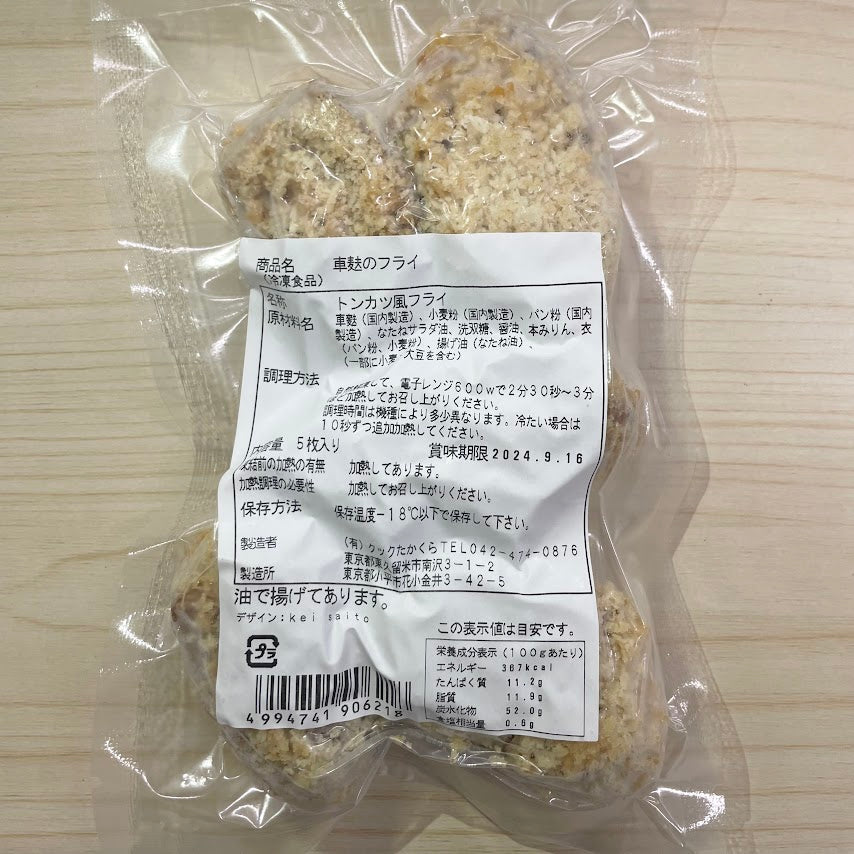 商品名 車麩のフライ
(冷凍食品)
名称 トンカツ風フライ
原材料名 車麩(国内製造)、小麦粉(国内製造)、パン粉(国内
製造)、なたねサラダ油、洗双糖、醤油、本みりん、衣
(パン粉、小麦粉)、揚げ油(なたね油)、
(一部に小麦・大豆を含む)
調理方法 して、電子レンジ600wで2分30秒~3分
ほど加熱してお召し上がりください。
調理時間は機種により多少異なります。冷たい場合は
10秒ずつ追加加熱してください。
内容量 5枚入り 賞味期限 2024.9.16
凍結前の加熱の有無 加熱してあります。
加熱調理の必要性 加熱してお召し上がりください。
保存方法 保存温度-18℃以下で保存して下さい。
製造者 (有)クックたかくらTEL042-474-0876
東京都東久留米市南沢3-1-2
製造所 東京都小平市花小金井3-42-5
油で揚げてあります。
デザイン:kei saito
プラ
この表示値は目安です。
栄養成分表示(100gあたり)
エネルギー 367kcal
たんぱく質 11.2g
脂質 11.9g
炭水化物 52.0g
食塩相当量 0.6g
4994741906218